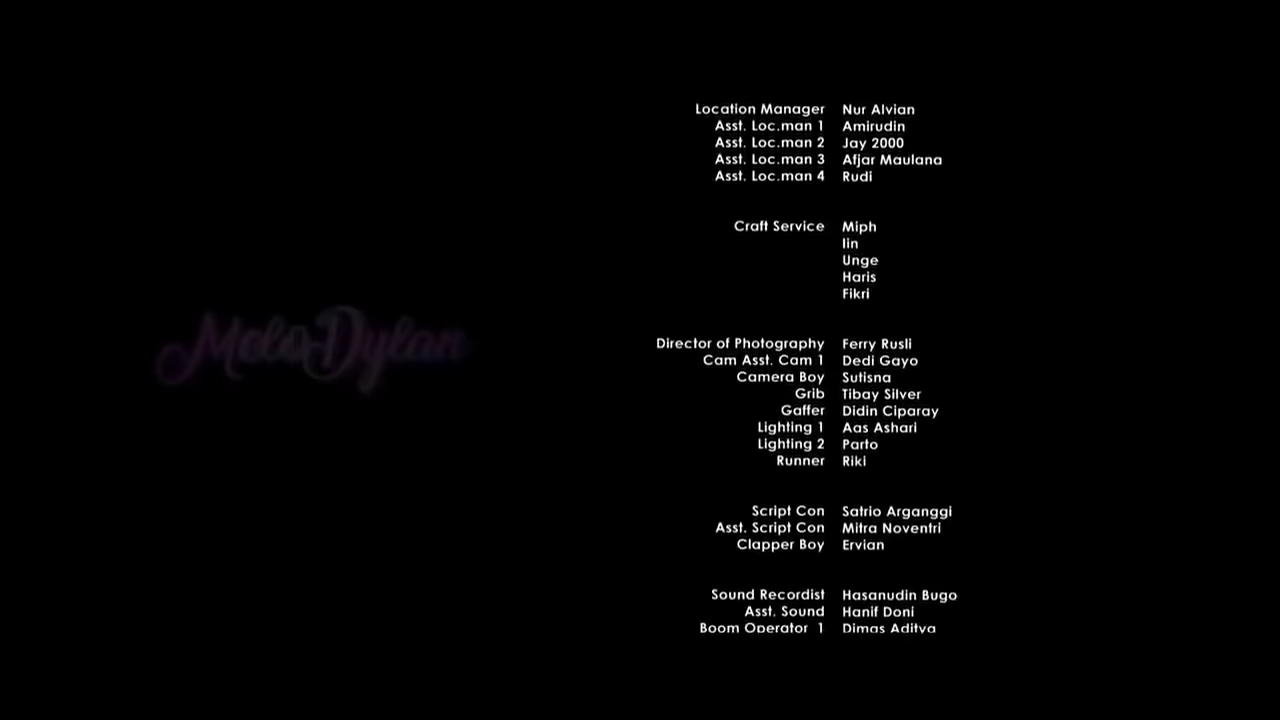 MeloDylan
Location Manager Nur Alvian
Asst. Loc.man 1 Amirudin
Asst. Loc.man 2 Jay 2000
Asst. Loc.man 3 Afjar Maulana
Asst. Loc.man 4 Rudi
Craft Service Miph
Iin
Unge
Haris
Fikri
Director of Photography Ferry Rusli
Cam Asst. Cam 1 Dedi Gayo
Camera Boy Sutisna
Grib Tibay Silver
Gaffer Didin Ciparay
Lighting 1 Aas Ashari
Lighting 2 Parto
Runner Riki
Script Con Satrio Arganggi
Asst. Script Con Mitra Noventri
Clapper Boy Ervian
Sound Recordist Hasanudin Bugo
Asst. Sound Hanif Doni
Boom Operator 1 Dimas Aditya